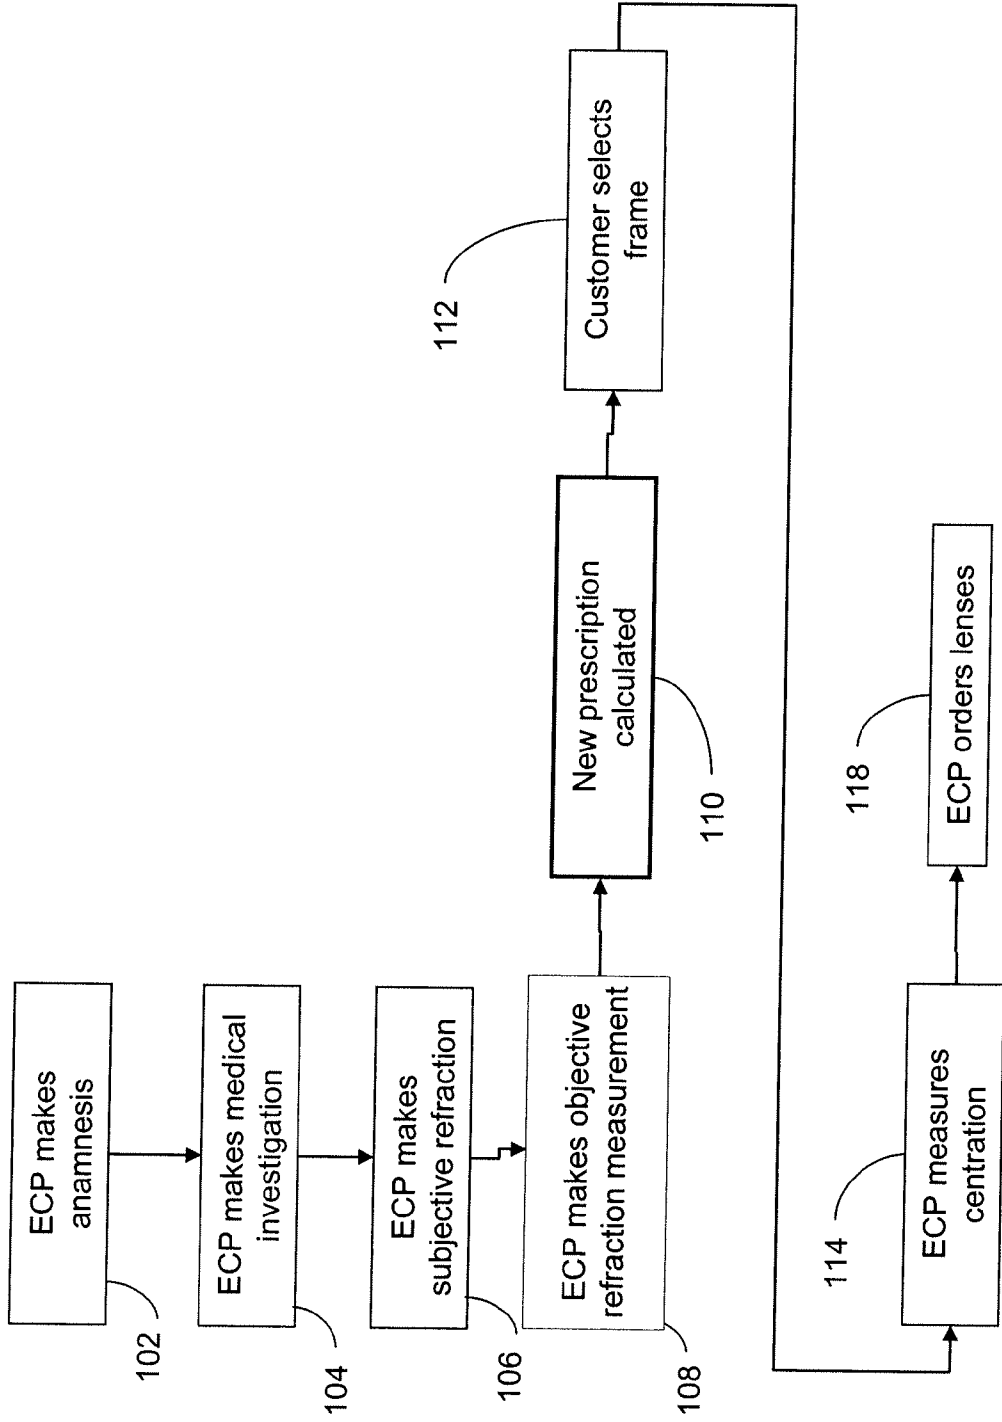 ECP makes
anamnesis
102
ECP makes medical
investigation
104
ECP makes
subjective refraction
106
ECP makes objective
refraction measurement
108
New prescription
calculated
110
Customer selects
frame
112
ECP measures
centration
114
ECP orders lenses
118